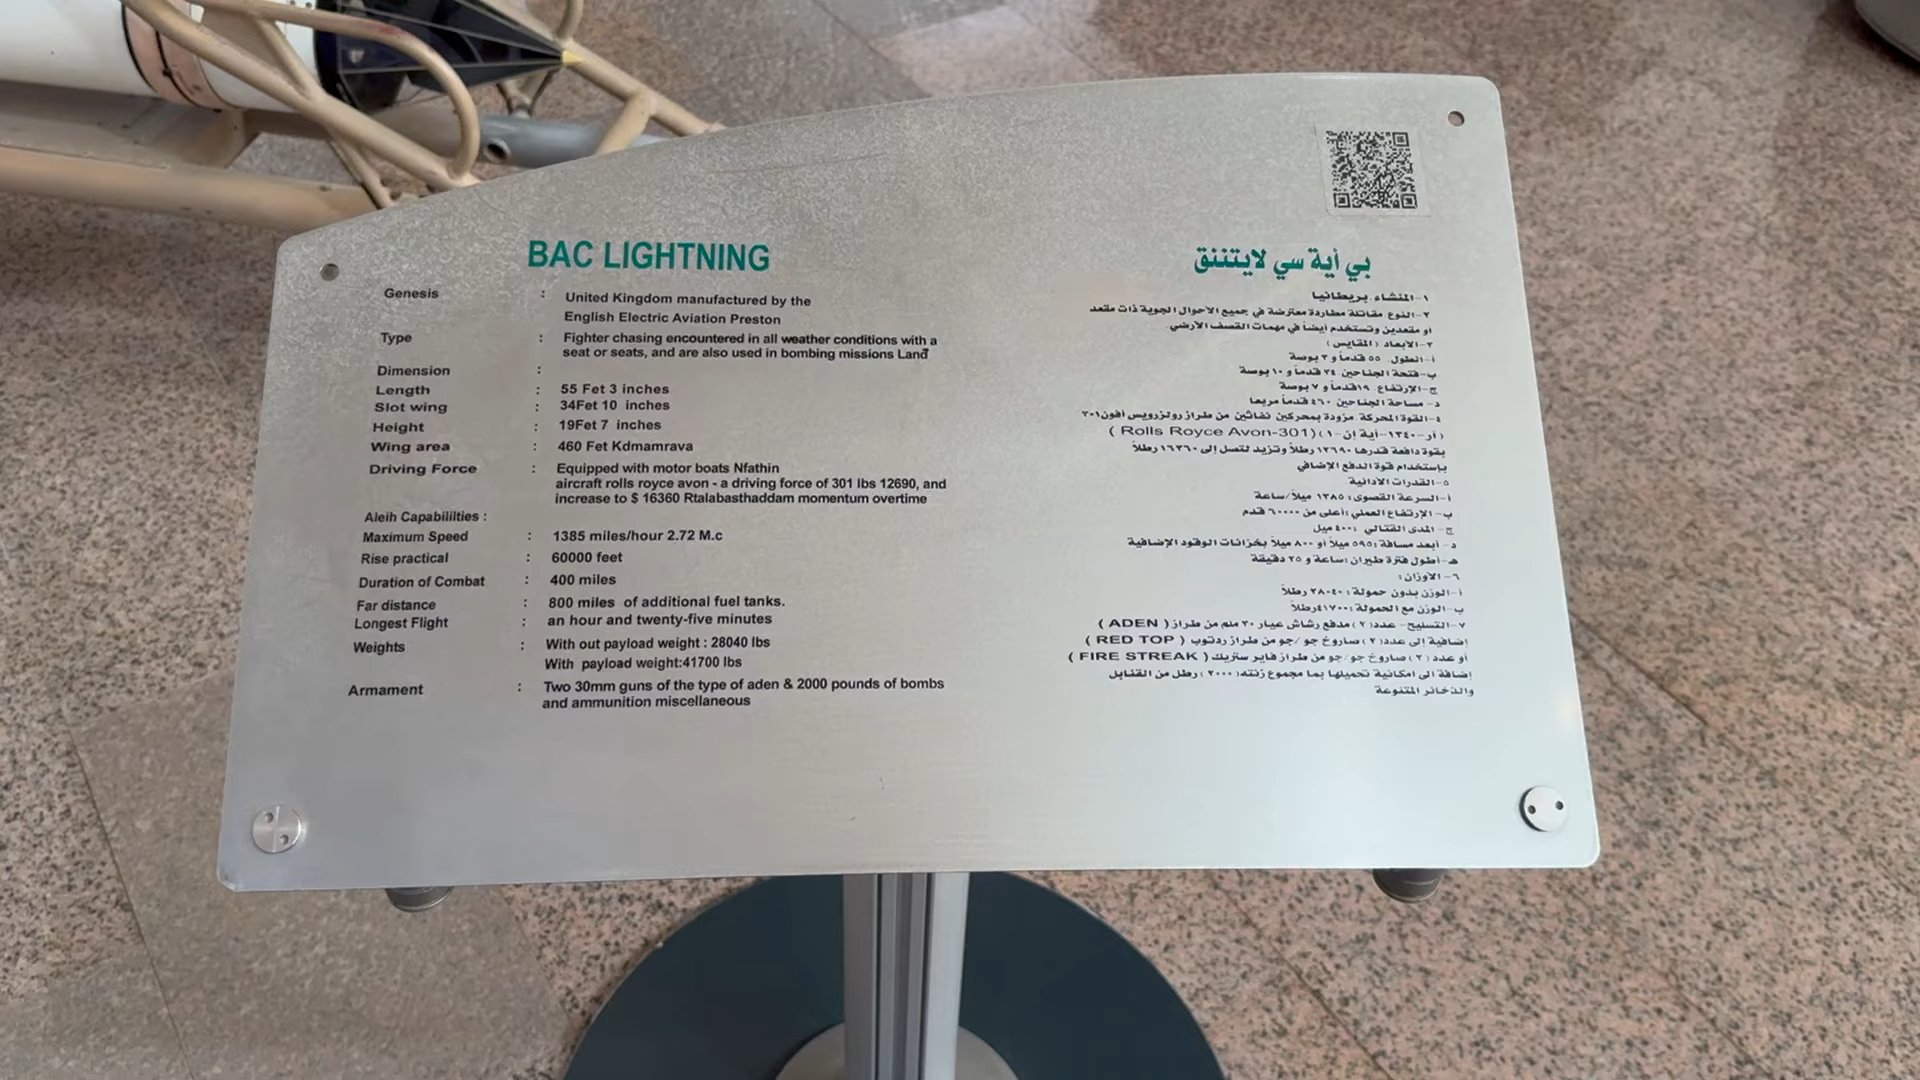 BAC LIGHTNING
Genesis : United Kingdom manufactured by the
English Electric Aviation Preston
Type : Fighter chasing encountered in all weather conditions with a
seat or seats, and are also used in bombing missions Land
Dimension :
Length : 55 Fet 3 inches
Slot wing : 34Fet 10 inches
Height : 19Fet 7 inches
Wing area : 460 Fet Kdmamrava
Driving Force : Equipped with motor boats Nfathin
aircraft rolls royce avon - a driving force of 301 lbs 12690, and
increase to $ 16360 Rtalabasthaddam momentum overtime
Aleih Capabililties :
Maximum Speed : 1385 miles/hour 2.72 M.c
Rise practical : 60000 feet
Duration of Combat : 400 miles
Far distance : 800 miles of additional fuel tanks.
Longest Flight : an hour and twenty-five minutes
Weights : With out payload weight : 28040 lbs
With payload weight:41700 lbs
Armament : Two 30mm guns of the type of aden & 2000 pounds of bombs
and ammunition miscellaneous
بي أية سي لايتننق
١- المنشاء. بريطانيا
٢-النوع. مقاتلة مطاردة معترضة في جميع الأحوال الجوية ذات مقعد
أو مقعدين وتستخدم أيضاً في مهمات القصف الأرضي.
٣-الأبعاد (المقايس)
أ-الطول. ٥٥ قدماً و ٣ بوصة
ب-فتحة الجناحين. ٣٤ قدماً و ١٠ بوصة
ج-الإرتفاع. ١٩قدماً و ٧ بوصة
د- مساحة الجناحين. ٤٦٠ قدماً مربعا
٤-القوة المحركة. مزودة بمحركين نفاثين من طراز رولزرويس أفون٣٠١
(أر-١٣٤٠-أية إن-١) (Rolls Royce Avon-301 )
بقوة دافعة قدرها ١٢٦٩٠ رطلاً وتزيد لتصل إلى ١٦٣٦٠ رطلاً
بإستخدام قوة الدفع الإضافي
٥-القدرات الأدانية
أ-السرعة القصوى: ١٣٨٥ ميلاً/ساعة
ب- الإرتفاع العملي: أعلى من ٦٠٠٠٠ قدم
ج- المدى القتالي :٤٠٠ ميل
د- أبعد مسافة: ٥٩٥ ميلاً أو ٨٠٠ ميلاً بخزانات الوقود الإضافية
هـ-أطول فترة طيران :ساعة و ٢٥ دقيقة
٦-الأوزان:
أ-الوزن بدون حمولة: ٢٨٠٤٠ رطلاً
ب-الوزن مع الحمولة:٤١٧٠٠رطلاً
٧-التسليح- عدد(٢) مدفع رشاش عيار ٣٠ ملم من طراز ( ADEN )
إضافية إلى عدد(٢) صاروخ جو /جو من طراز ردتوب ( RED TOP )
أو عدد (٢) صاروخ جو/جو من طراز فاير ستريك ( FIRE STREAK )
إضافة الى امكانية تحميلها بما مجموع زنته(٢٠٠٠) رطل من القنابل
والذخائر المتنوعة